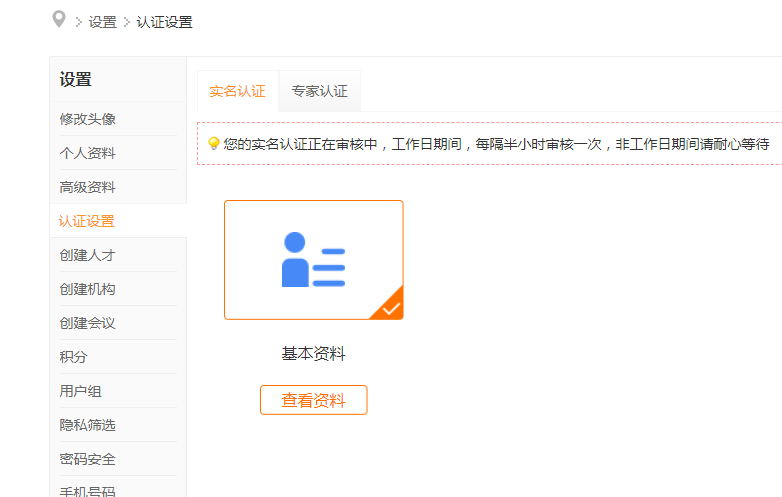 设置 > 认证设置
设置
修改头像
个人资料
高级资料
认证设置
创建人才
创建机构
创建会议
积分
用户组
隐私筛选
密码安全
手机号码
实名认证 专家认证
您的实名认证正在审核中，工作日期间，每隔半小时审核一次，非工作日期间请耐心等待
基本资料
查看资料